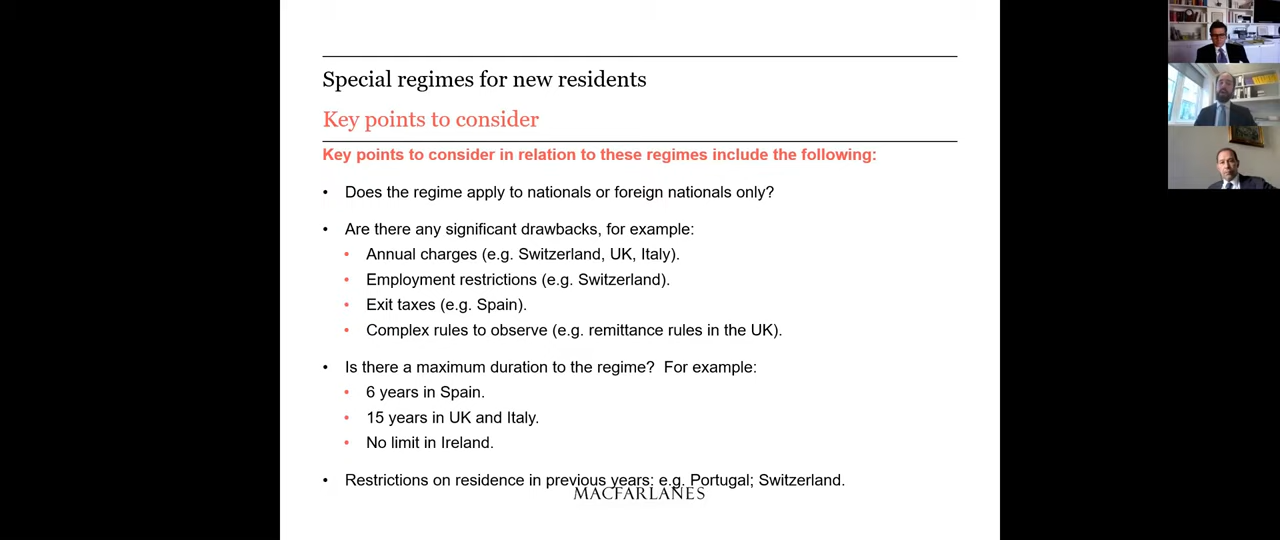 Special regimes for new residents
Key points to consider
Key points to consider in relation to these regimes include the following:
• Does the regime apply to nationals or foreign nationals only?
• Are there any significant drawbacks, for example:
• Annual charges (e.g. Switzerland, UK, Italy).
• Employment restrictions (e.g. Switzerland).
• Exit taxes (e.g. Spain).
• Complex rules to observe (e.g. remittance rules in the UK).
• Is there a maximum duration to the regime?  For example:
• 6 years in Spain.
• 15 years in UK and Italy.
• No limit in Ireland.
• Restrictions on residence in previous years: e.g. Portugal; Switzerland.
MACFARLANES